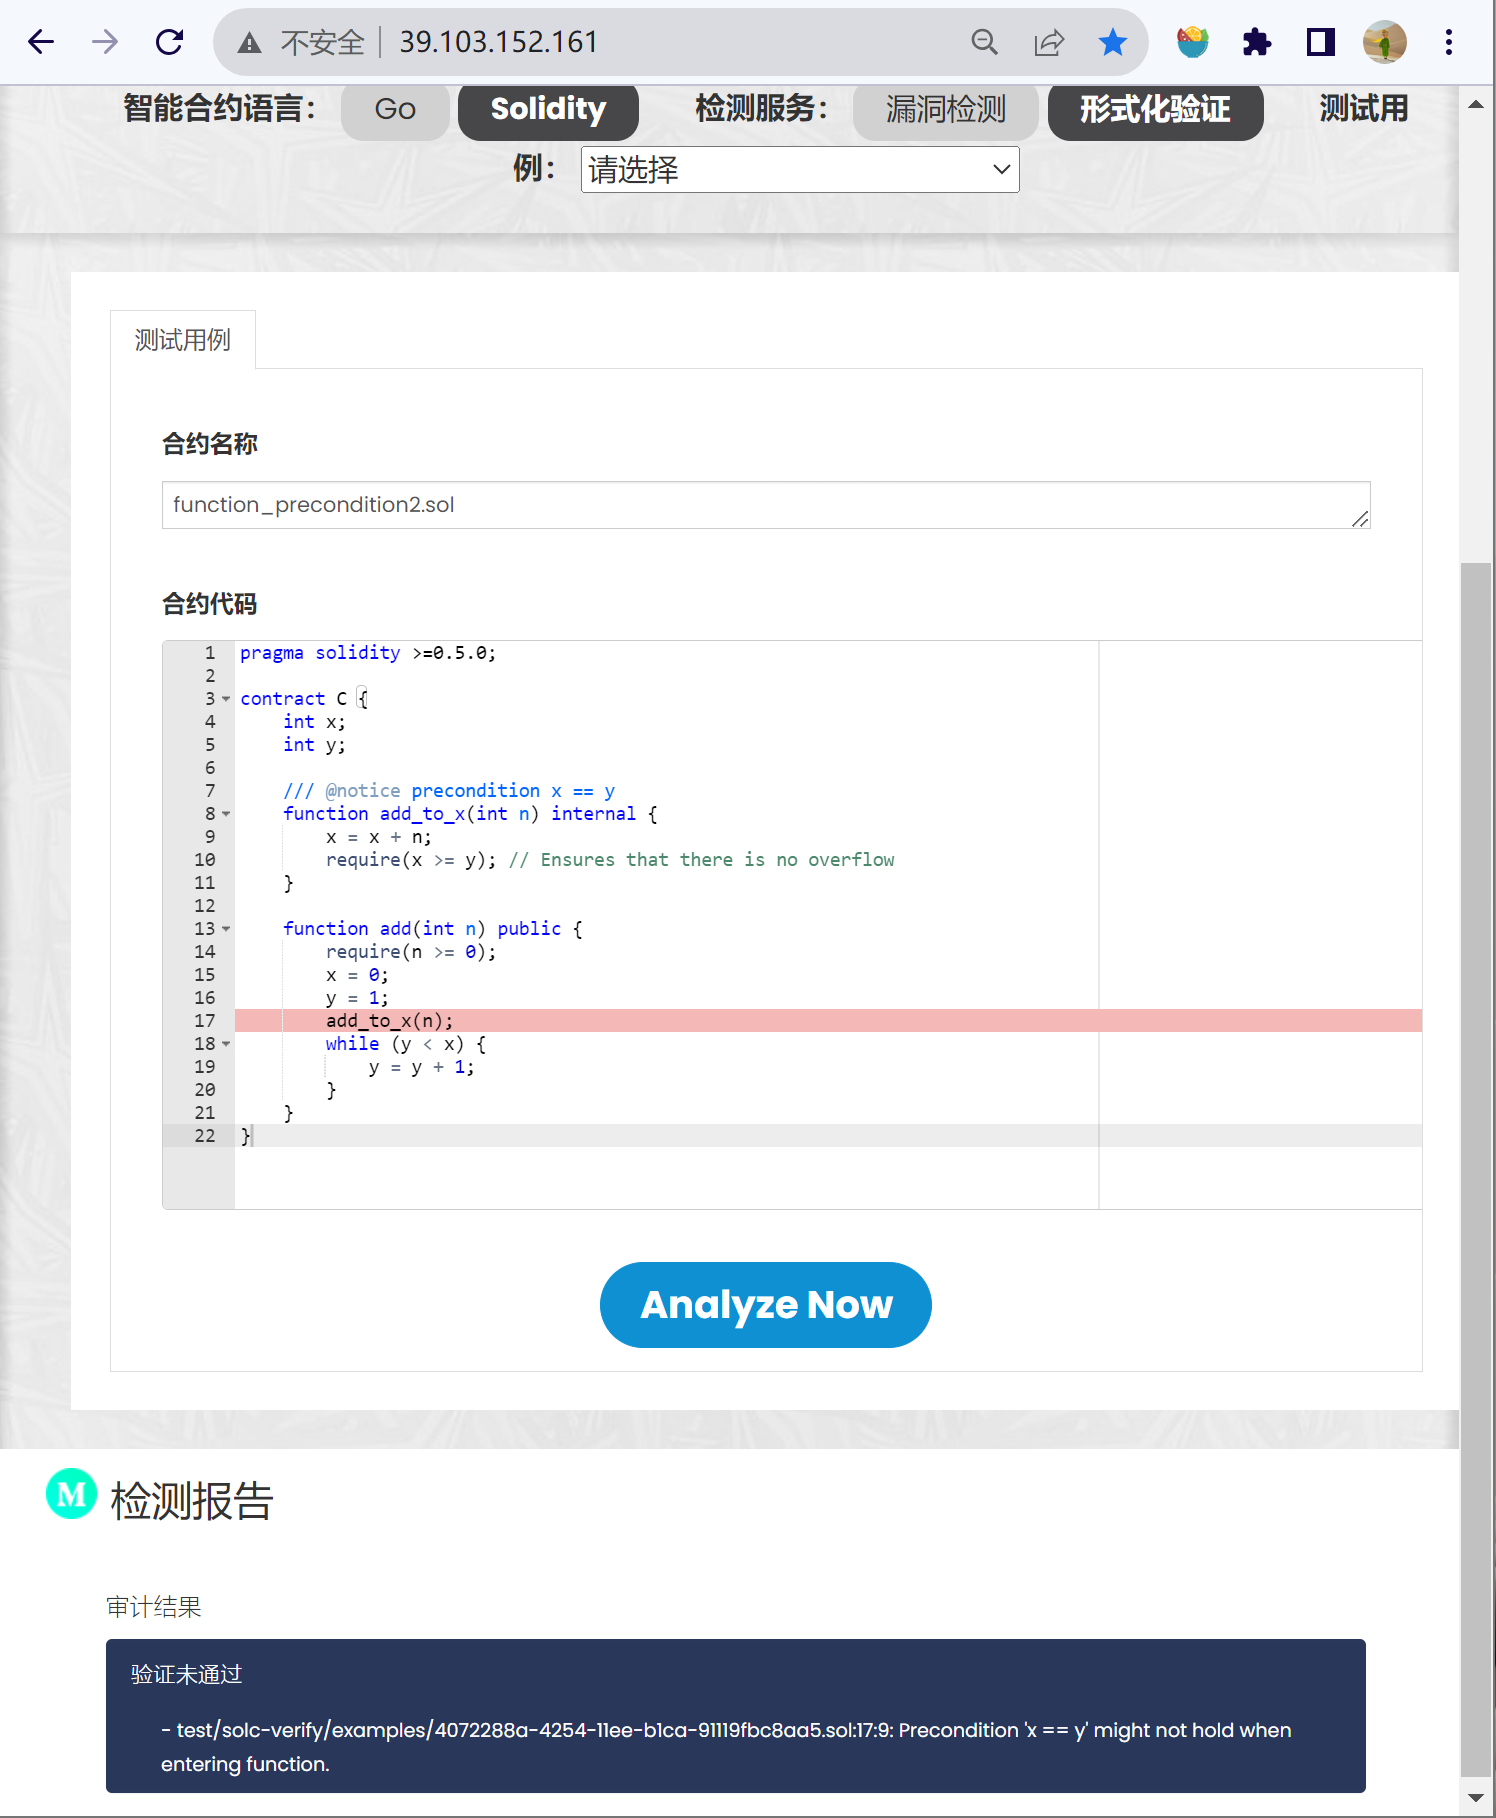 不安全 39.103.152.161
智能合约语言： Go Solidity 检测服务： 漏洞检测 形式化验证 测试用
例： 请选择
测试用例
合约名称
function_precondition2.sol
合约代码
1 pragma solidity >=0.5.0;
2
3 contract C {
4     int x;
5     int y;
6
7     /// @notice precondition x == y
8     function add_to_x(int n) internal {
9         x = x + n;
10         require(x >= y); // Ensures that there is no overflow
11     }
12
13     function add(int n) public {
14         require(n >= 0);
15         x = 0;
16         y = 1;
17         add_to_x(n);
18         while (y < x) {
19             y = y + 1;
20         }
21     }
22 }
Analyze Now
M 检测报告
审计结果
验证未通过
- test/solc-verify/examples/4072288a-4254-11ee-b1ca-91119fbc8aa5.sol:17:9: Precondition 'x == y' might not hold when
entering function.